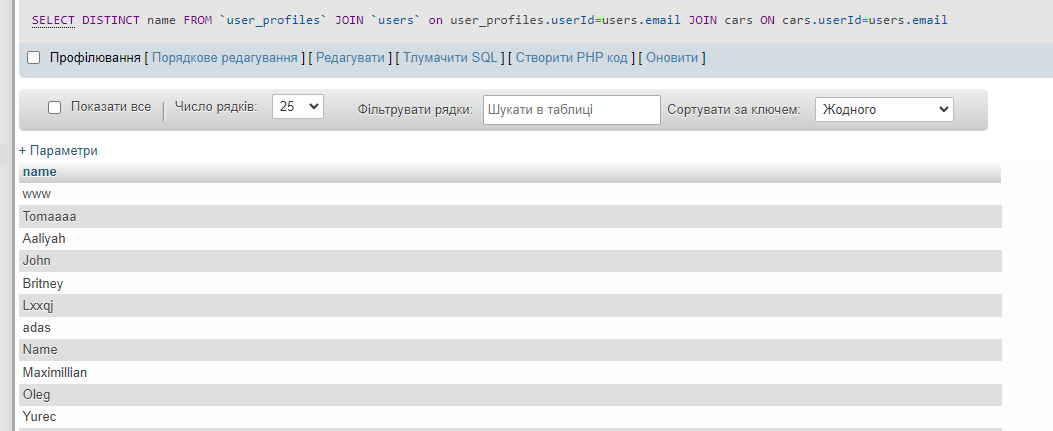 SELECT DISTINCT name FROM `user_profiles` JOIN `users` on user_profiles.userId=users.email JOIN cars ON cars.userId=users.email
Профілювання [ Порядкове редагування ] [ Редагувати ] [ Тлумачити SQL ] [ Створити PHP код ] [ Оновити ]
Показати все | Число рядків: 25 Фільтрувати рядки: Шукати в таблиці Сортувати за ключем: Жодного
+ Параметри
name
www
Tomaaaa
Aaliyah
John
Britney
Lxxqj
adas
Name
Maximillian
Oleg
Yurec